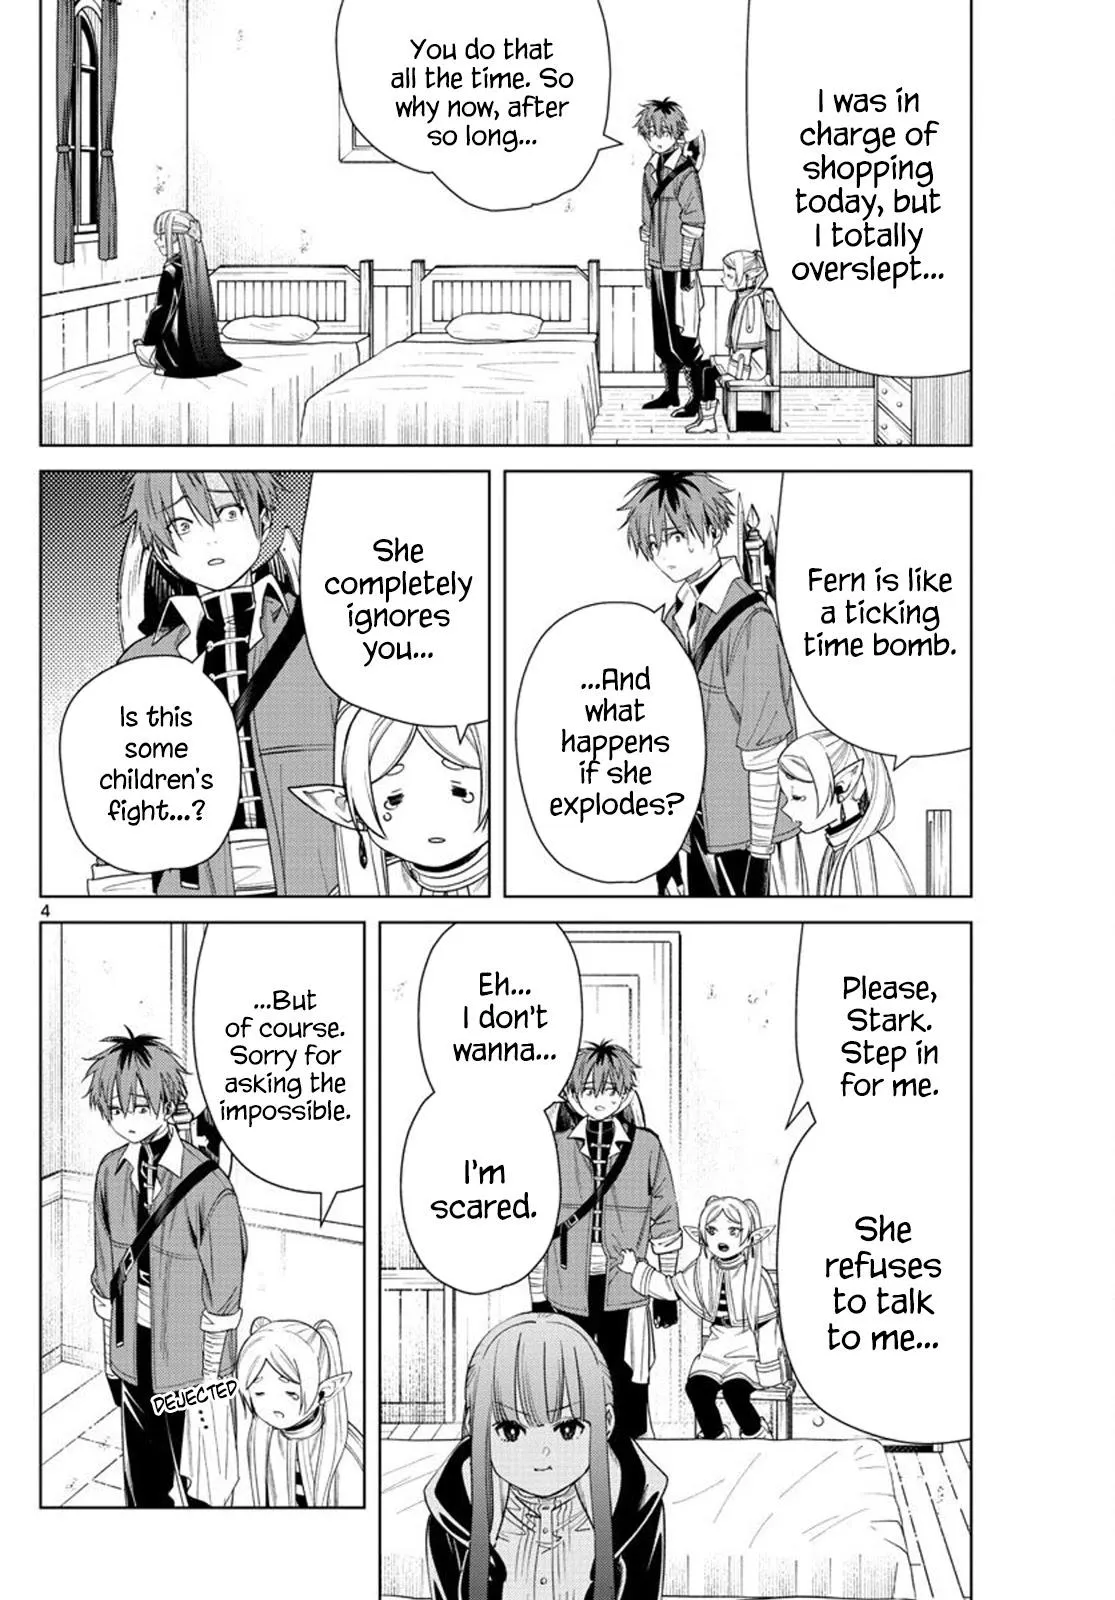 I was in
charge of
shopping
today, but
I totally
overslept...
You do that
all the time. So
why now, after
so long...
Fern is like
a ticking
time bomb.
...And
what
happens
if she
explodes?
She
completely
ignores
you...
Is this
some
children's
fight...?
4
Please,
Stark.
Step in
for me.
She
refuses
to talk
to me...
Eh...
I don't
wanna...
I'm
scared.
...But
of course.
Sorry for
asking the
impossible.
DEJECTED
....